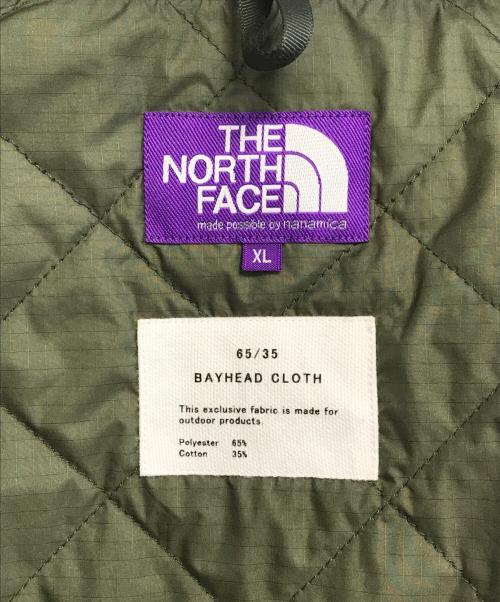 THE
NORTH
FACE
made possible by nanamica
XL
65/35
BAYHEAD CLOTH
This exclusive fabric is made for
outdoor products.
Polyester 65%
Cotton 35%